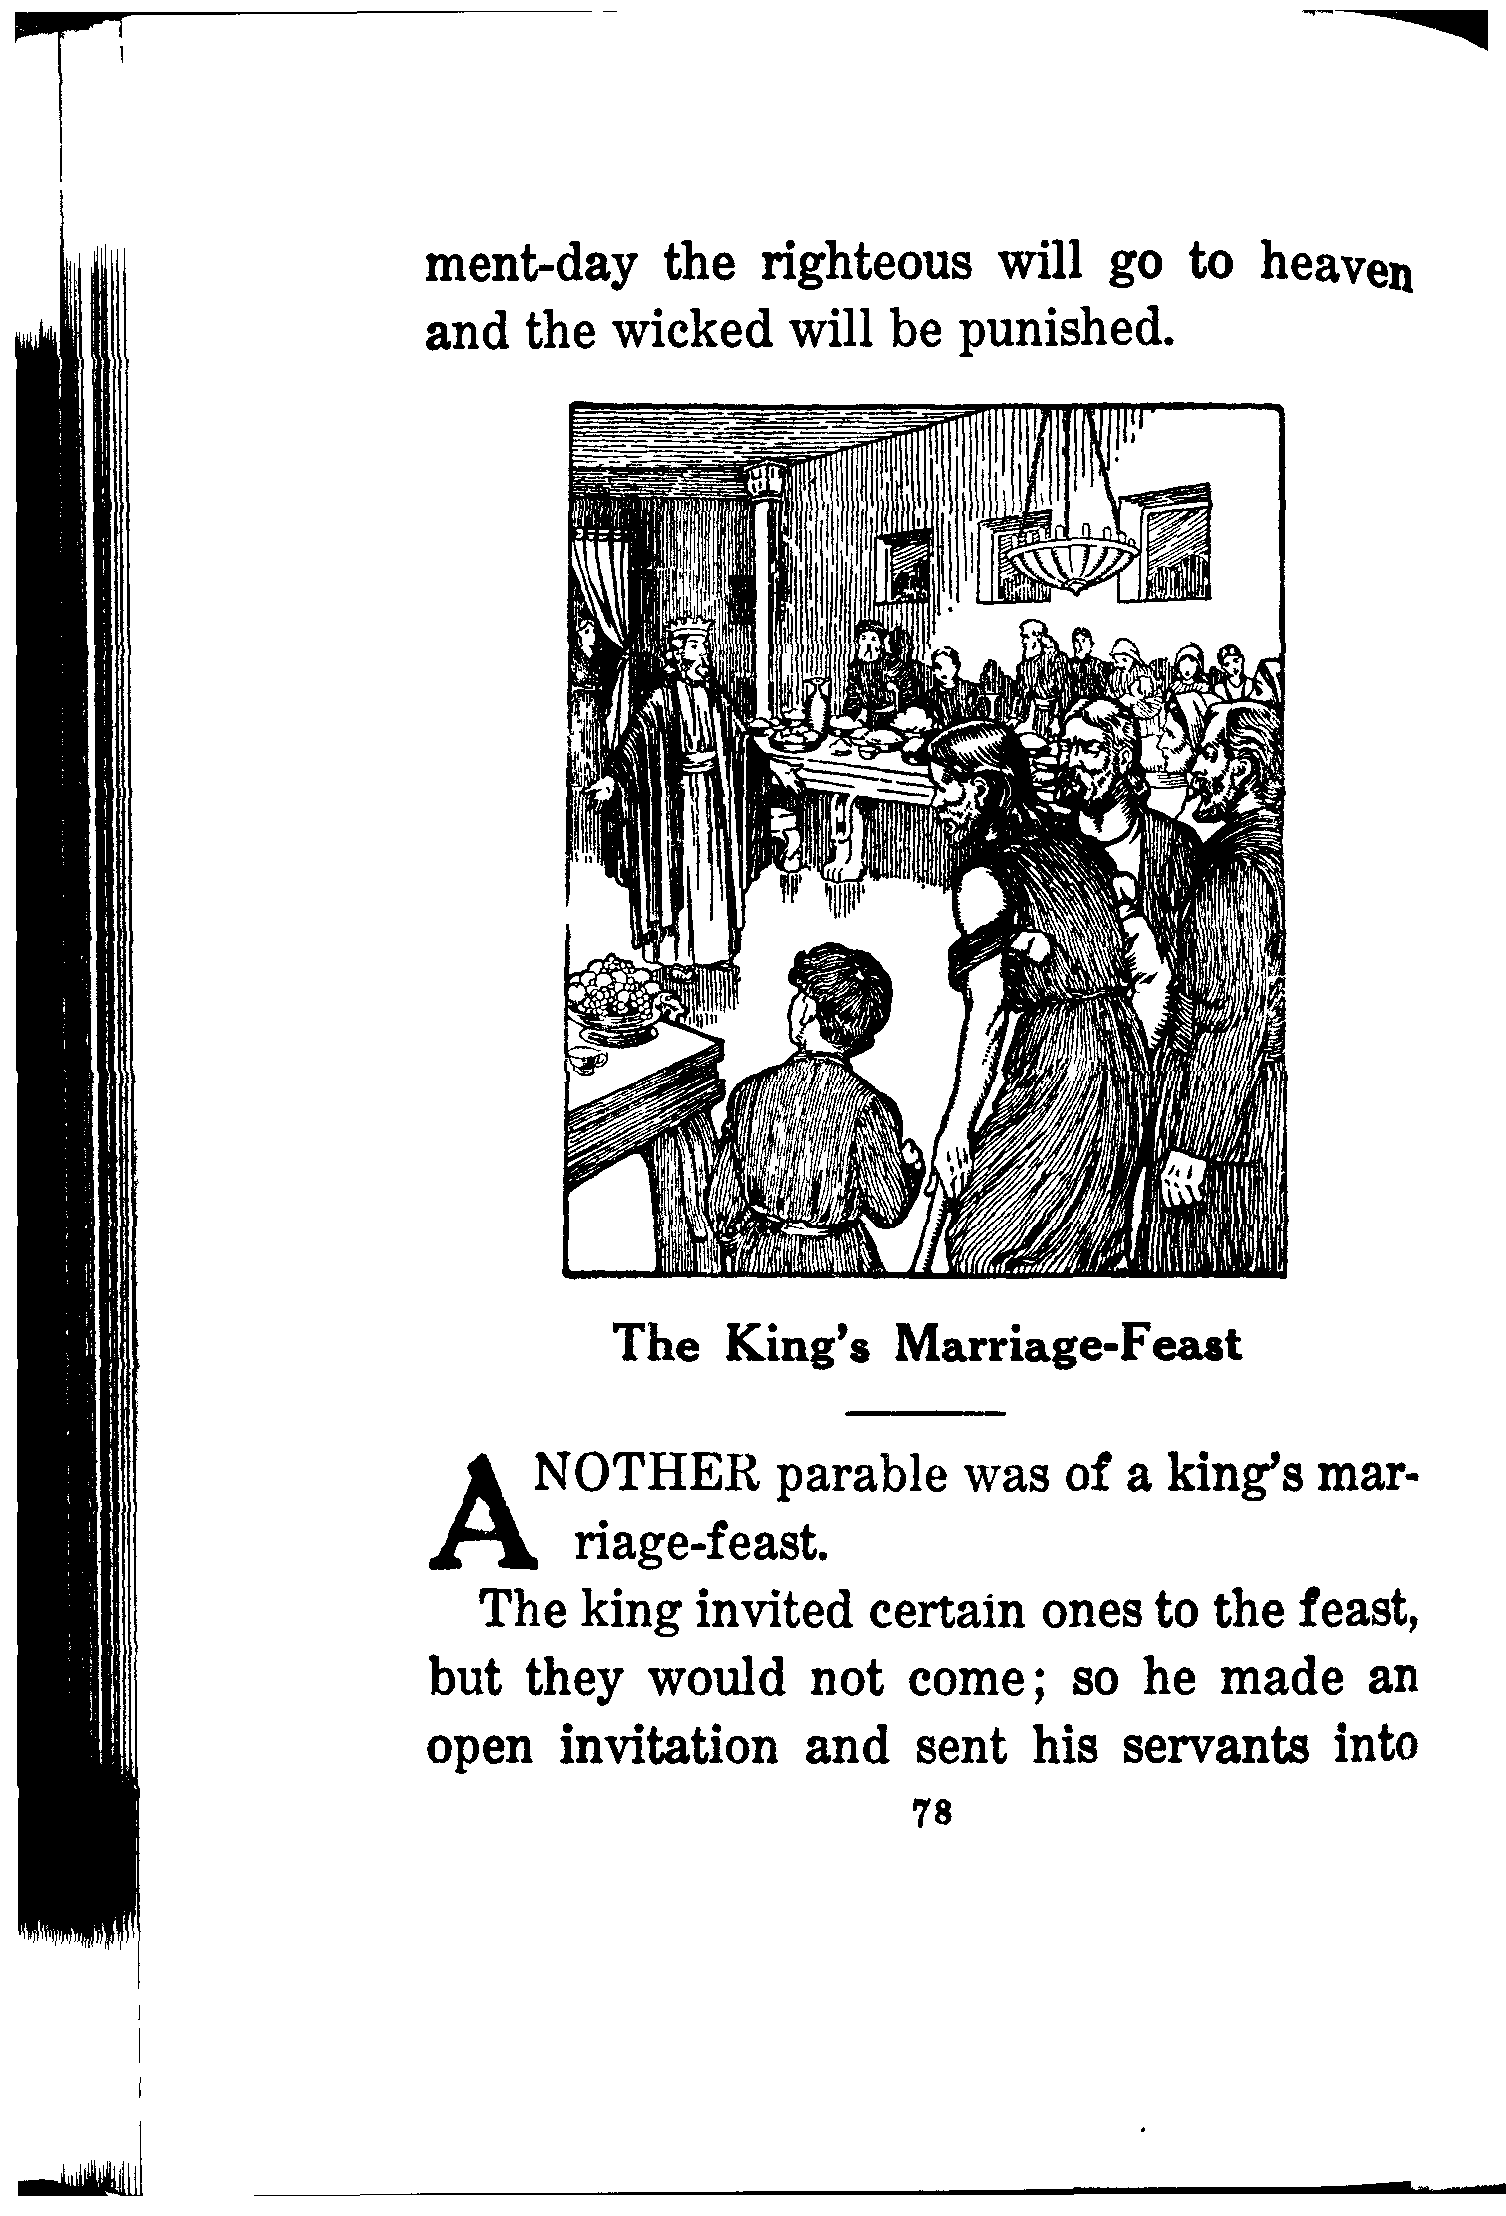 ment-day the righteous will go to heaven
and the wicked will be punished.
The King's Marriage-Feast
ANOTHER parable was of a king's mar-
riage-feast.
The king invited certain ones to the feast,
but they would not come; so he made an
open invitation and sent his servants into
78